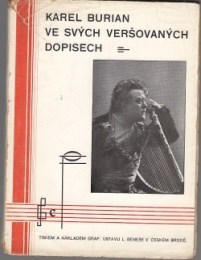 KAREL BURIAN
VE SVÝCH VERŠOVANÝCH
DOPISECH
TISKEM A NÁKLADEM GRAF. ÚSTAVU L. BENEŠE V ČESKÉM BRODĚ.